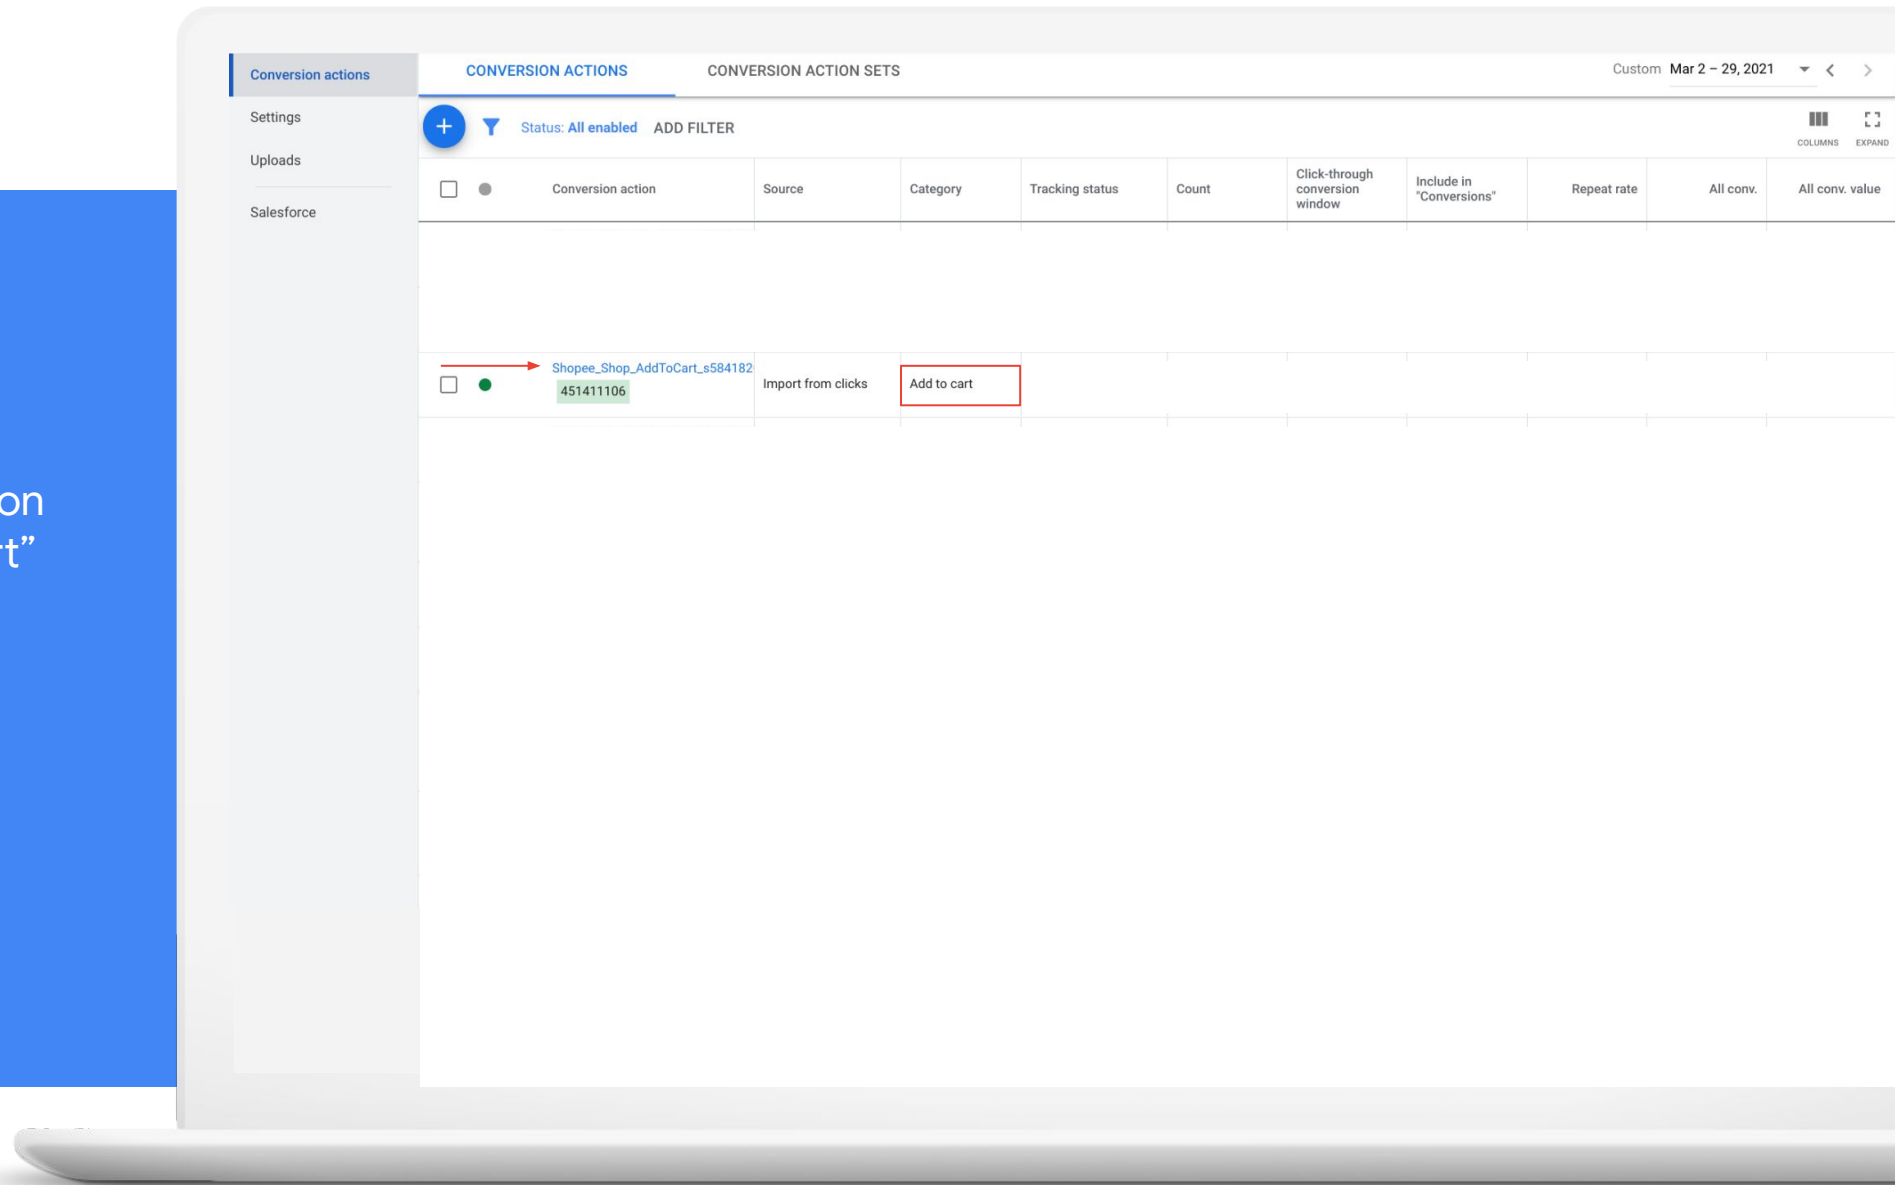 Conversion actions
Settings
Uploads
Salesforce
CONVERSION ACTIONS
CONVERSION ACTION SETS
Custom Mar 2 – 29, 2021
+
Status: All enabled ADD FILTER
COLUMNS
EXPAND
Conversion action
Source
Category
Tracking status
Count
Click-through
conversion
window
Include in
"Conversions"
Repeat rate
All conv.
All conv. value
Shopee_Shop_AddToCart_s584182
451411106
Import from clicks
Add to cart
on
t”